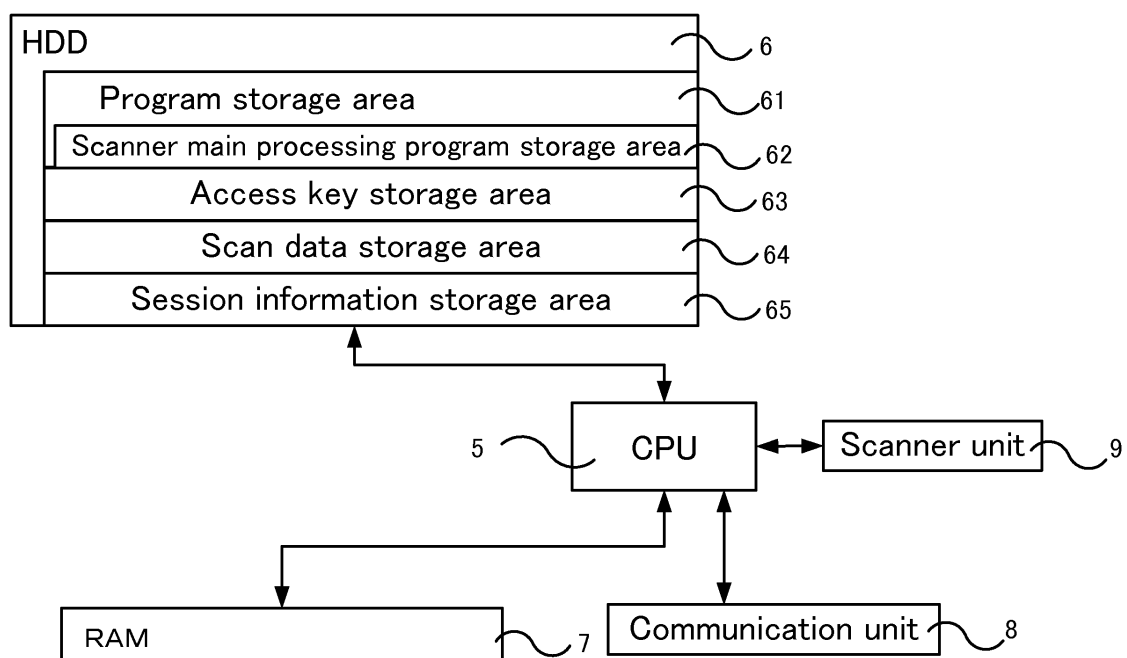 HDD 6
Program storage area 61
Scanner main processing program storage area 62
Access key storage area 63
Scan data storage area 64
Session information storage area 65
5 CPU Scanner unit 9
RAM 7 Communication unit 8